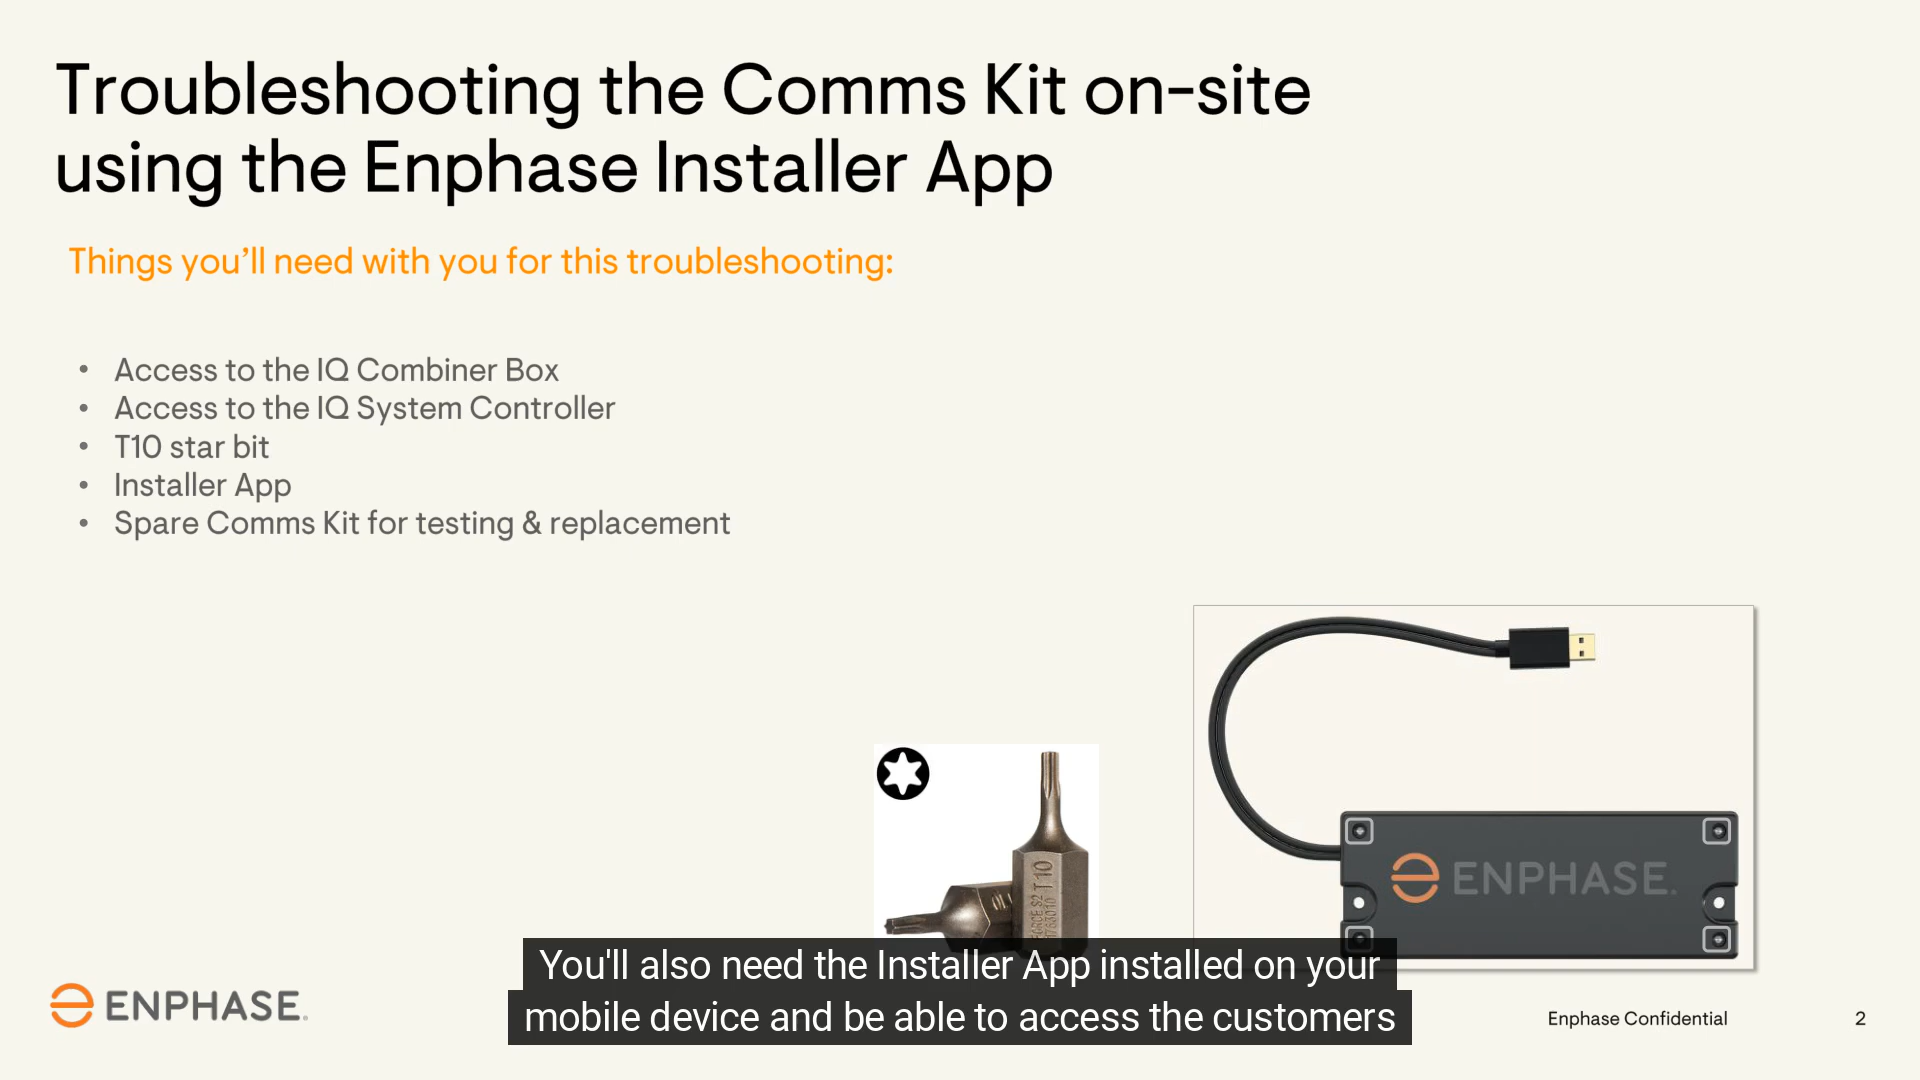 Troubleshooting the Comms Kit on-site
using the Enphase Installer App
Things you’ll need with you for this troubleshooting:
• Access to the IQ Combiner Box
• Access to the IQ System Controller
• T10 star bit
• Installer App
• Spare Comms Kit for testing & replacement
T10
ENPHASE.
You'll also need the Installer App installed on your
mobile device and be able to access the customers
ENPHASE.
Enphase Confidential
2